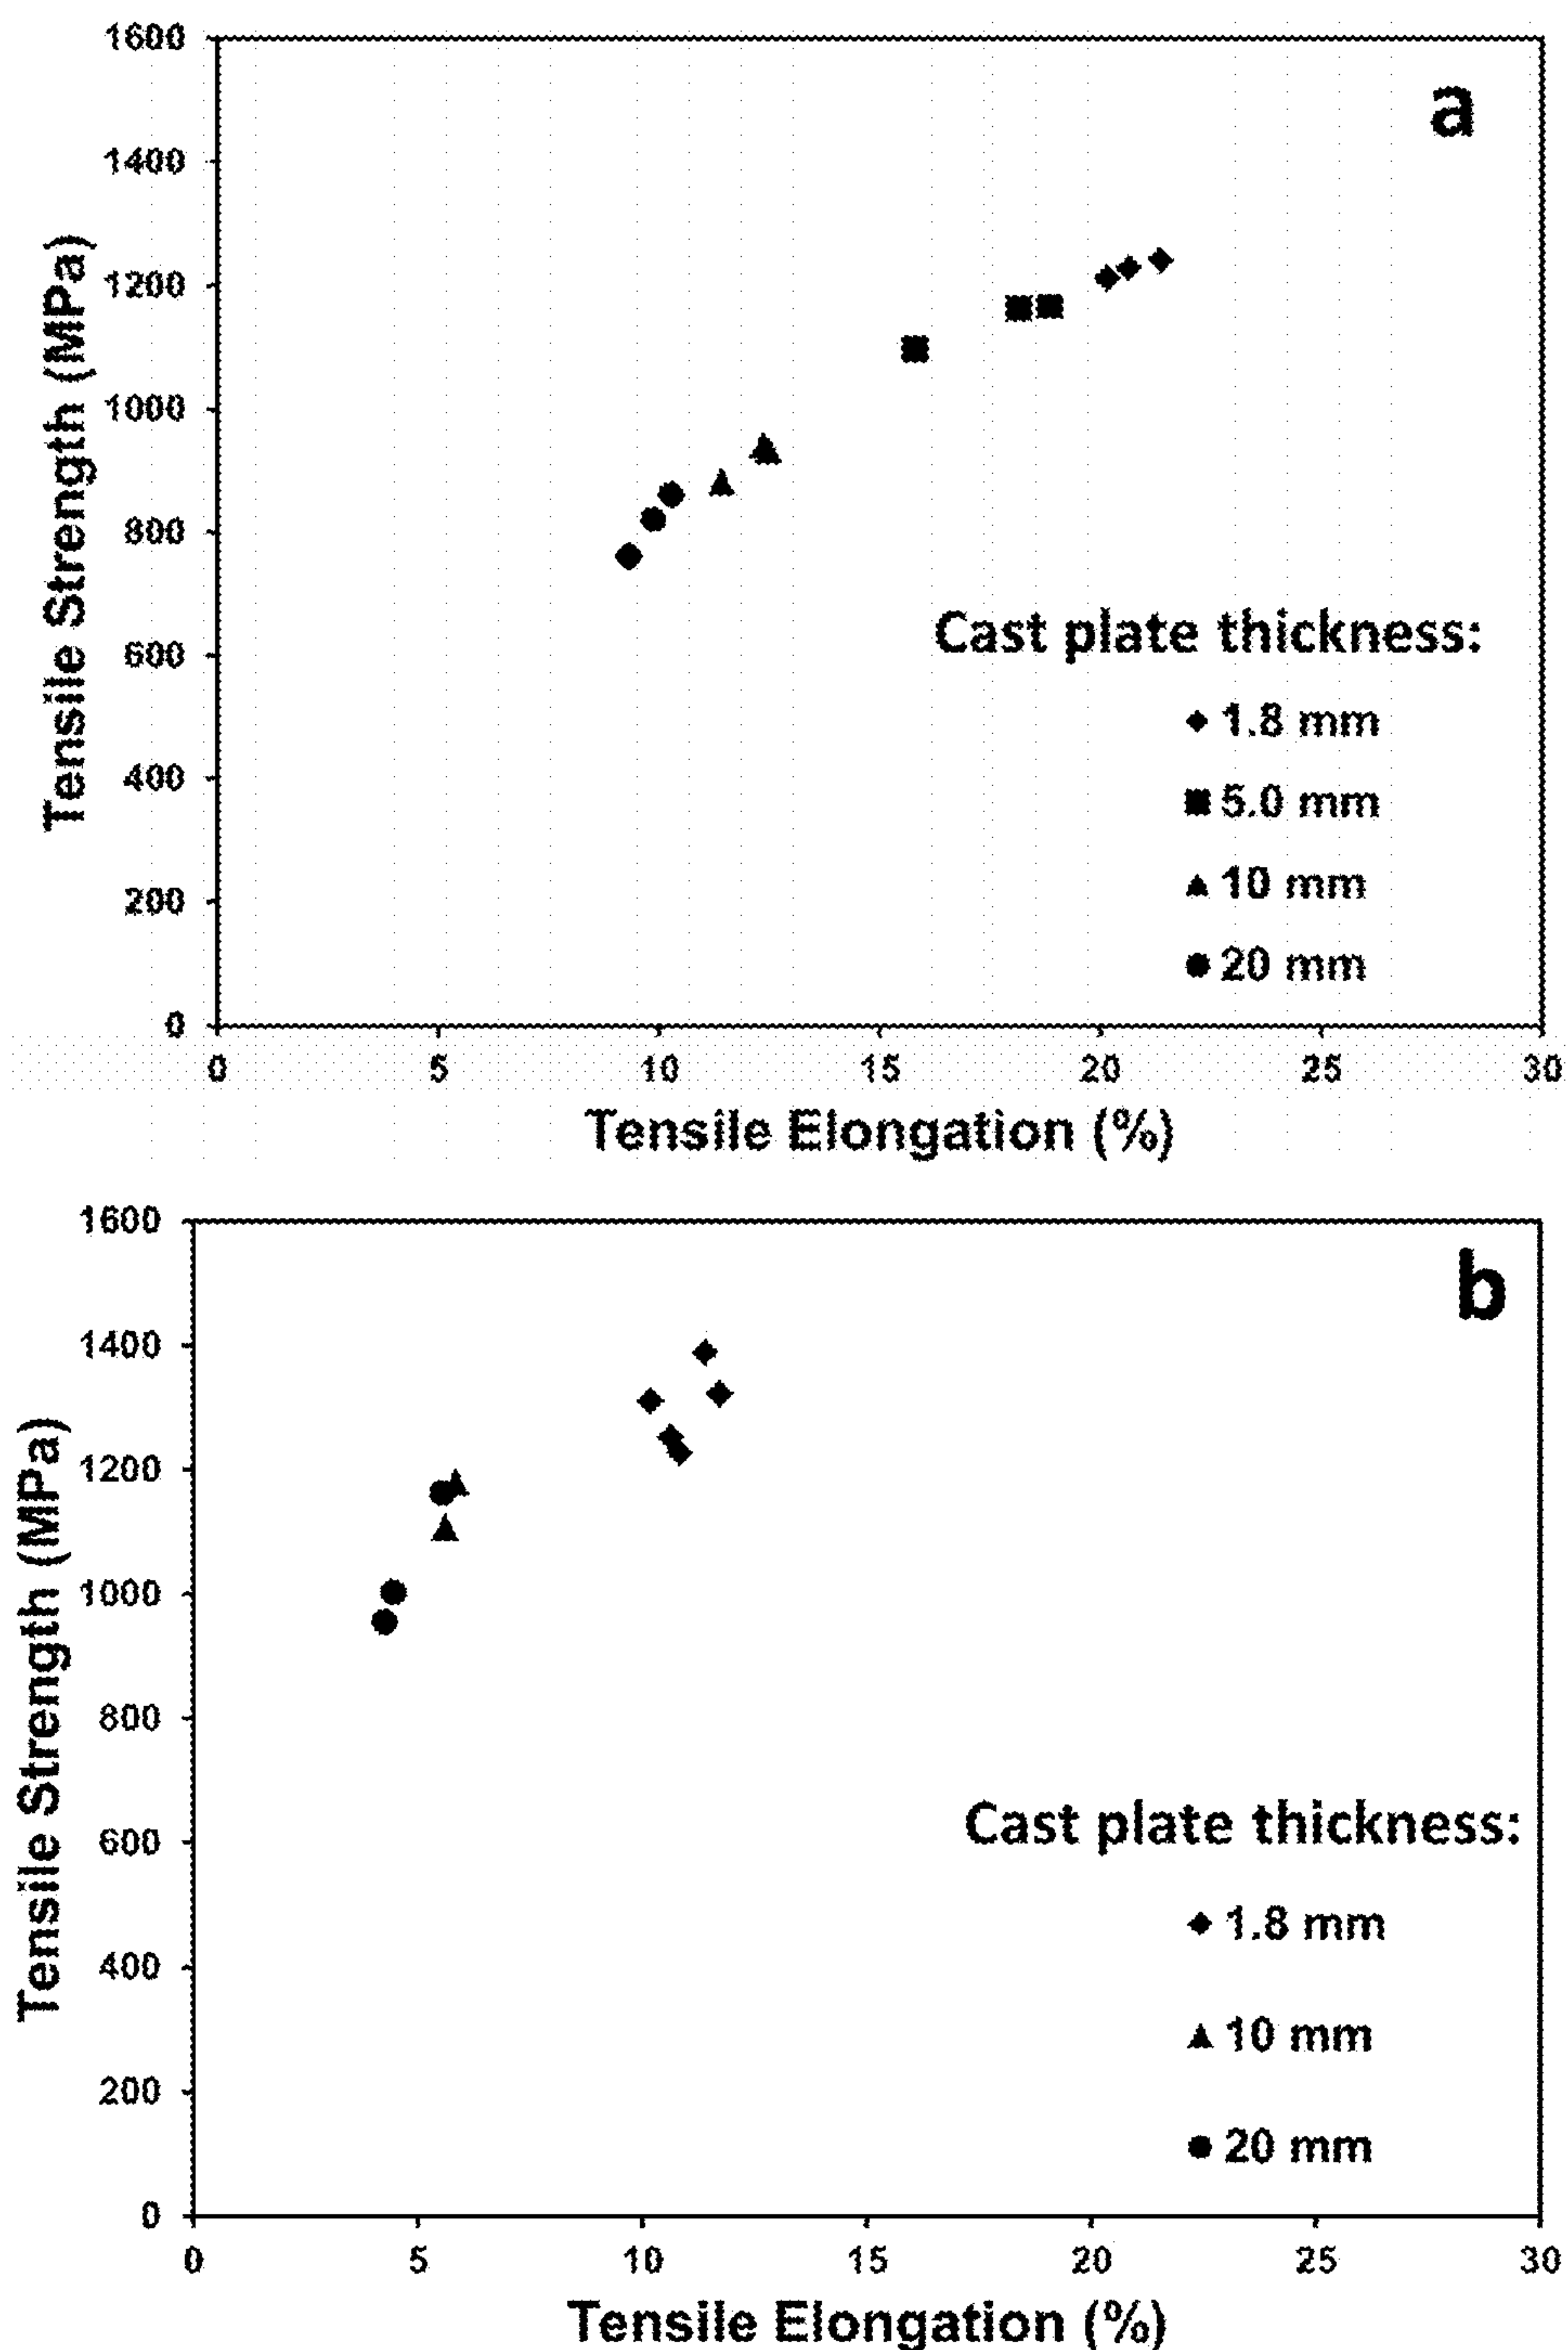 a
1600
1400
1200
1000
800
600
400
200
0
Tensile Strength (MPa)
Cast plate thickness:
1.8 mm
5.0 mm
10 mm
20 mm
0 5 10 15 20 25 30
Tensile Elongation (%)
b
1600
1400
1200
1000
800
600
400
200
0
Tensile Strength (MPa)
Cast plate thickness:
1.8 mm
10 mm
20 mm
0 5 10 15 20 25 30
Tensile Elongation (%)